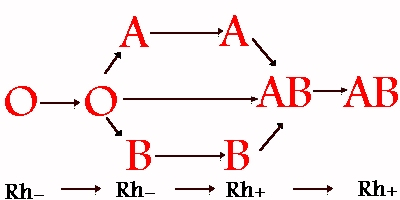 A A
O O AB AB
B B
Rh– Rh– Rh+ Rh+